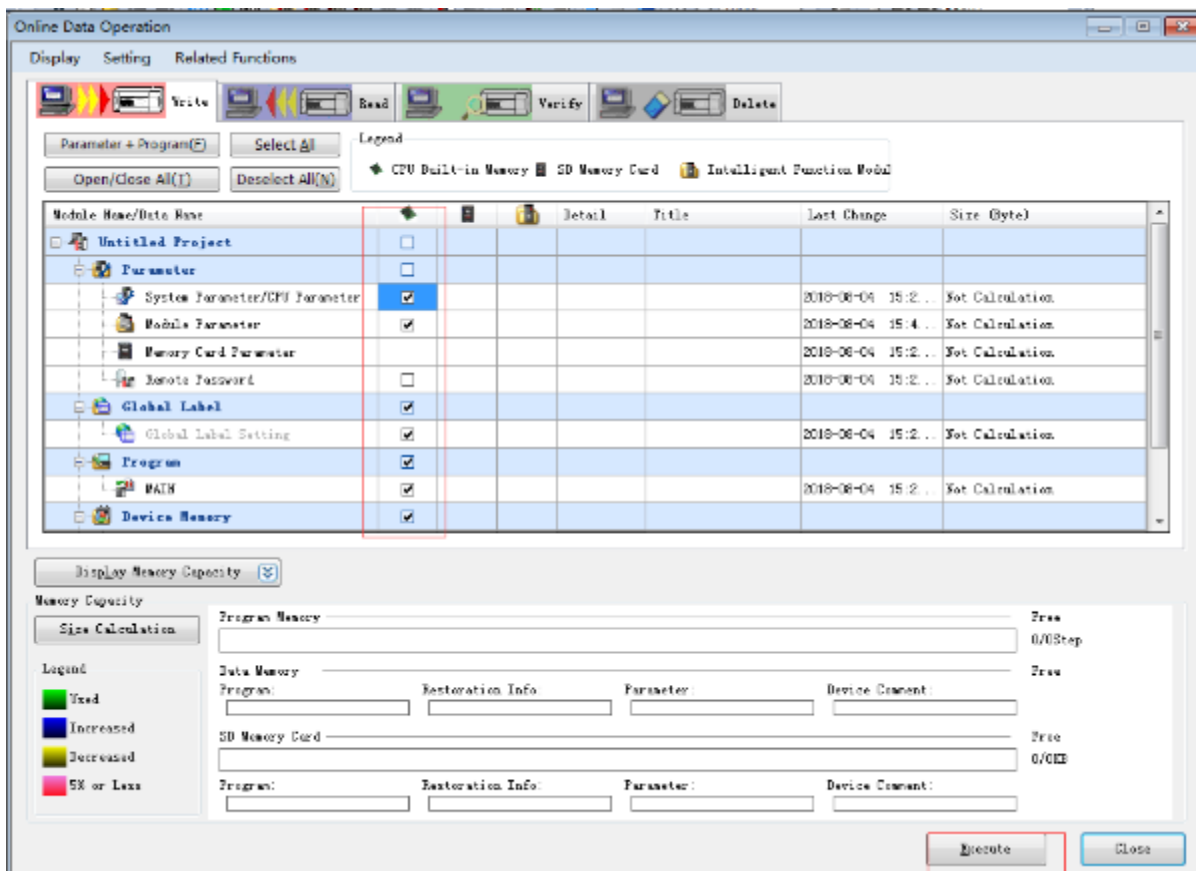 Online Data Operation
Display Setting Related Functions
Write Read Verify Delete
Parameter + Program(F) Select All Legend
Open/Close All(T) Deselect All(N) CPU Built-in Memory SD Memory Card Intelligent Function Modul
Module Name/Data Name Detail Title Last Change Size (Byte)
Untitled Project
Parameter
System Parameter/CPU Parameter 2018-08-04 15:2... Not Calculation
Module Parameter 2018-08-04 15:4... Not Calculation
Memory Card Parameter 2018-08-04 15:2... Not Calculation
Remote Password 2018-08-04 15:2... Not Calculation
Global Label
Global Label Setting 2018-08-04 15:2... Not Calculation
Program
MAIN 2018-08-04 15:2... Not Calculation
Device Memory
Display Memory Capacity
Memory Capacity
Size Calculation Program Memory Free
0/0Step
Legend Data Memory Free
Used Program: Restoration Info Parameter: Device Comment:
Increased SD Memory Card Free
Decreased 0/0KB
5% or Less Program: Restoration Info: Parameter: Device Comment:
Execute Close